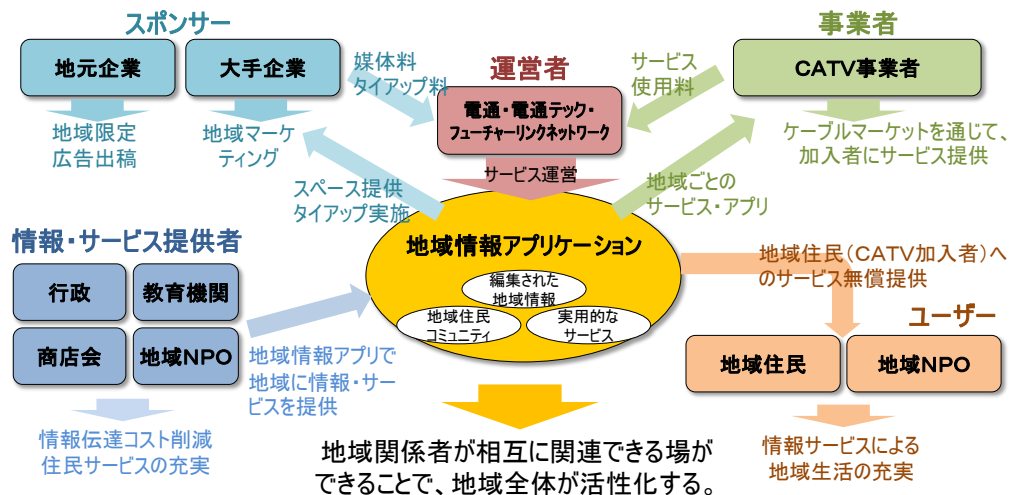 スポンサー
地元企業
大手企業
地域限定
広告出稿
地域マーケ
ティング
媒体料
タイアップ料
運営者
電通・電通テック・
フューチャーリンクネットワーク
サービス運営
サービス
使用料
事業者
CATV事業者
ケーブルマーケットを通じて、
加入者にサービス提供
スペース提供
タイアップ実施
地域ごとの
サービス・アプリ
情報・サービス提供者
行政
教育機関
商店会
地域NPO
地域情報アプリで
地域に情報・サー
ビスを提供
情報伝達コスト削減
住民サービスの充実
地域情報アプリケーション
編集された
地域情報
地域住民
コミュニティ
実用的な
サービス
地域住民(CATV加入者)へ
のサービス無償提供
ユーザー
地域住民
地域NPO
情報サービスによる
地域生活の充実
地域関係者が相互に関連できる場が
できることで、地域全体が活性化する。